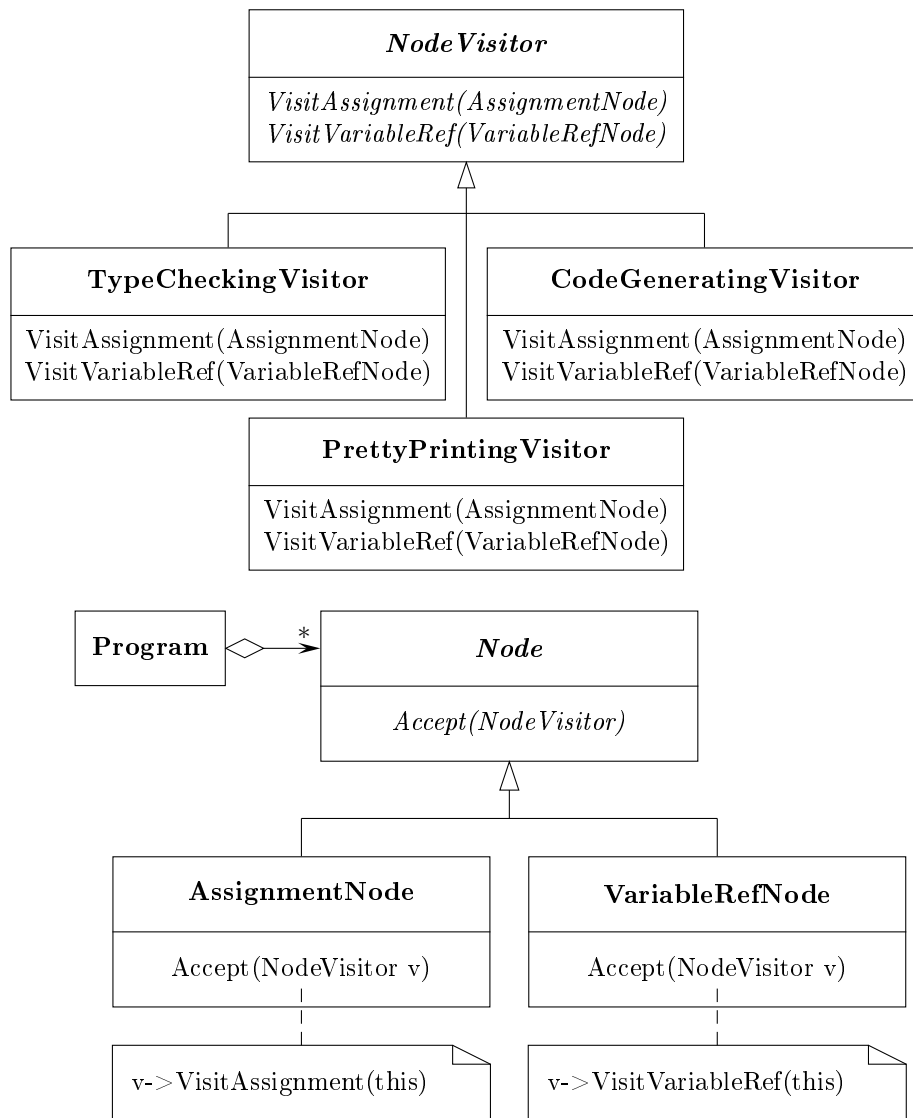 NodeVisitor
VisitAssignment(AssignmentNode)
VisitVariableRef(VariableRefNode)
TypeCheckingVisitor
VisitAssignment(AssignmentNode)
VisitVariableRef(VariableRefNode)
CodeGeneratingVisitor
VisitAssignment(AssignmentNode)
VisitVariableRef(VariableRefNode)
PrettyPrintingVisitor
VisitAssignment(AssignmentNode)
VisitVariableRef(VariableRefNode)
Program
*
Node
Accept(NodeVisitor)
AssignmentNode
Accept(NodeVisitor v)
v->VisitAssignment(this)
VariableRefNode
Accept(NodeVisitor v)
v->VisitVariableRef(this)